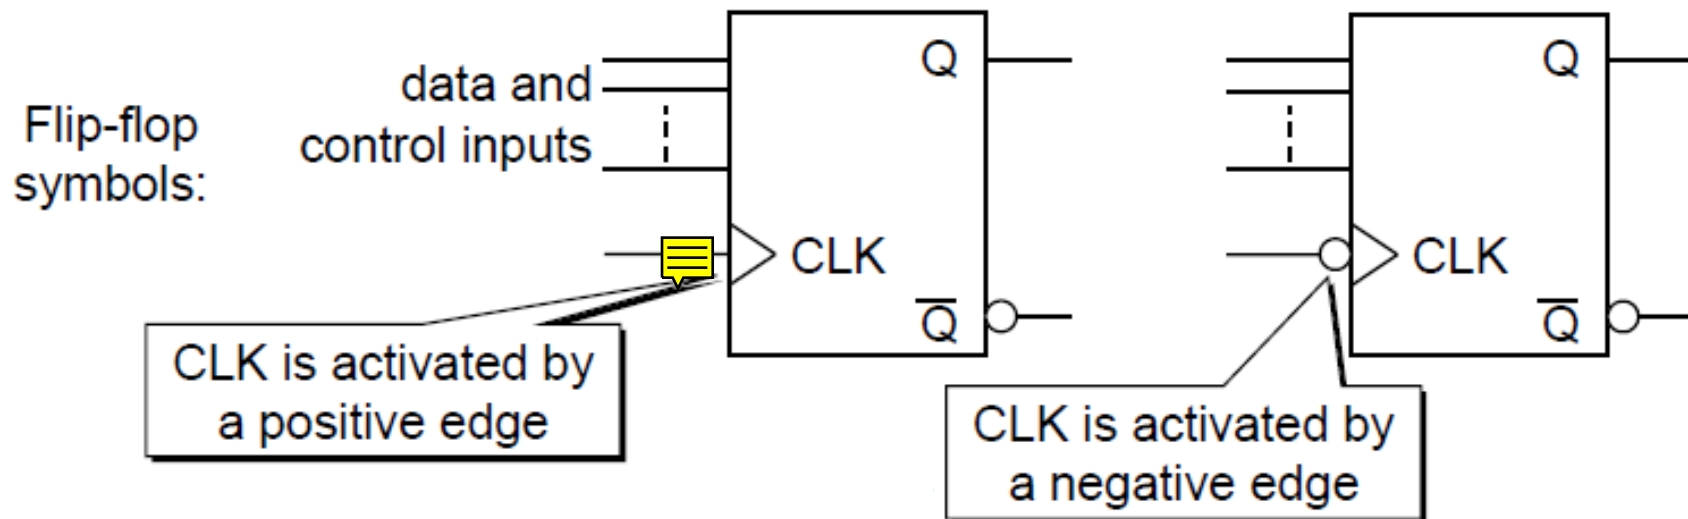 Flip-flop
symbols:
data and
control inputs
Q
CLK
Q̅
CLK is activated by
a positive edge
Q
CLK
Q̅
CLK is activated by
a negative edge